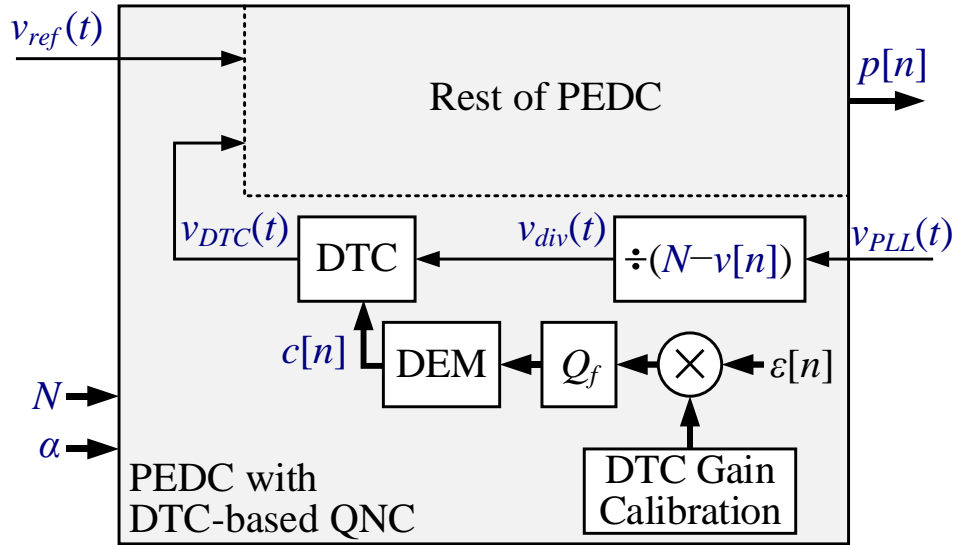 v_ref(t)
Rest of PEDC
p[n]
v_DTC(t)
DTC
v_div(t)
÷(N−v[n])
v_PLL(t)
c[n]
DEM
Q_f
×
ε[n]
N
α
PEDC with
DTC-based QNC
DTC Gain
Calibration